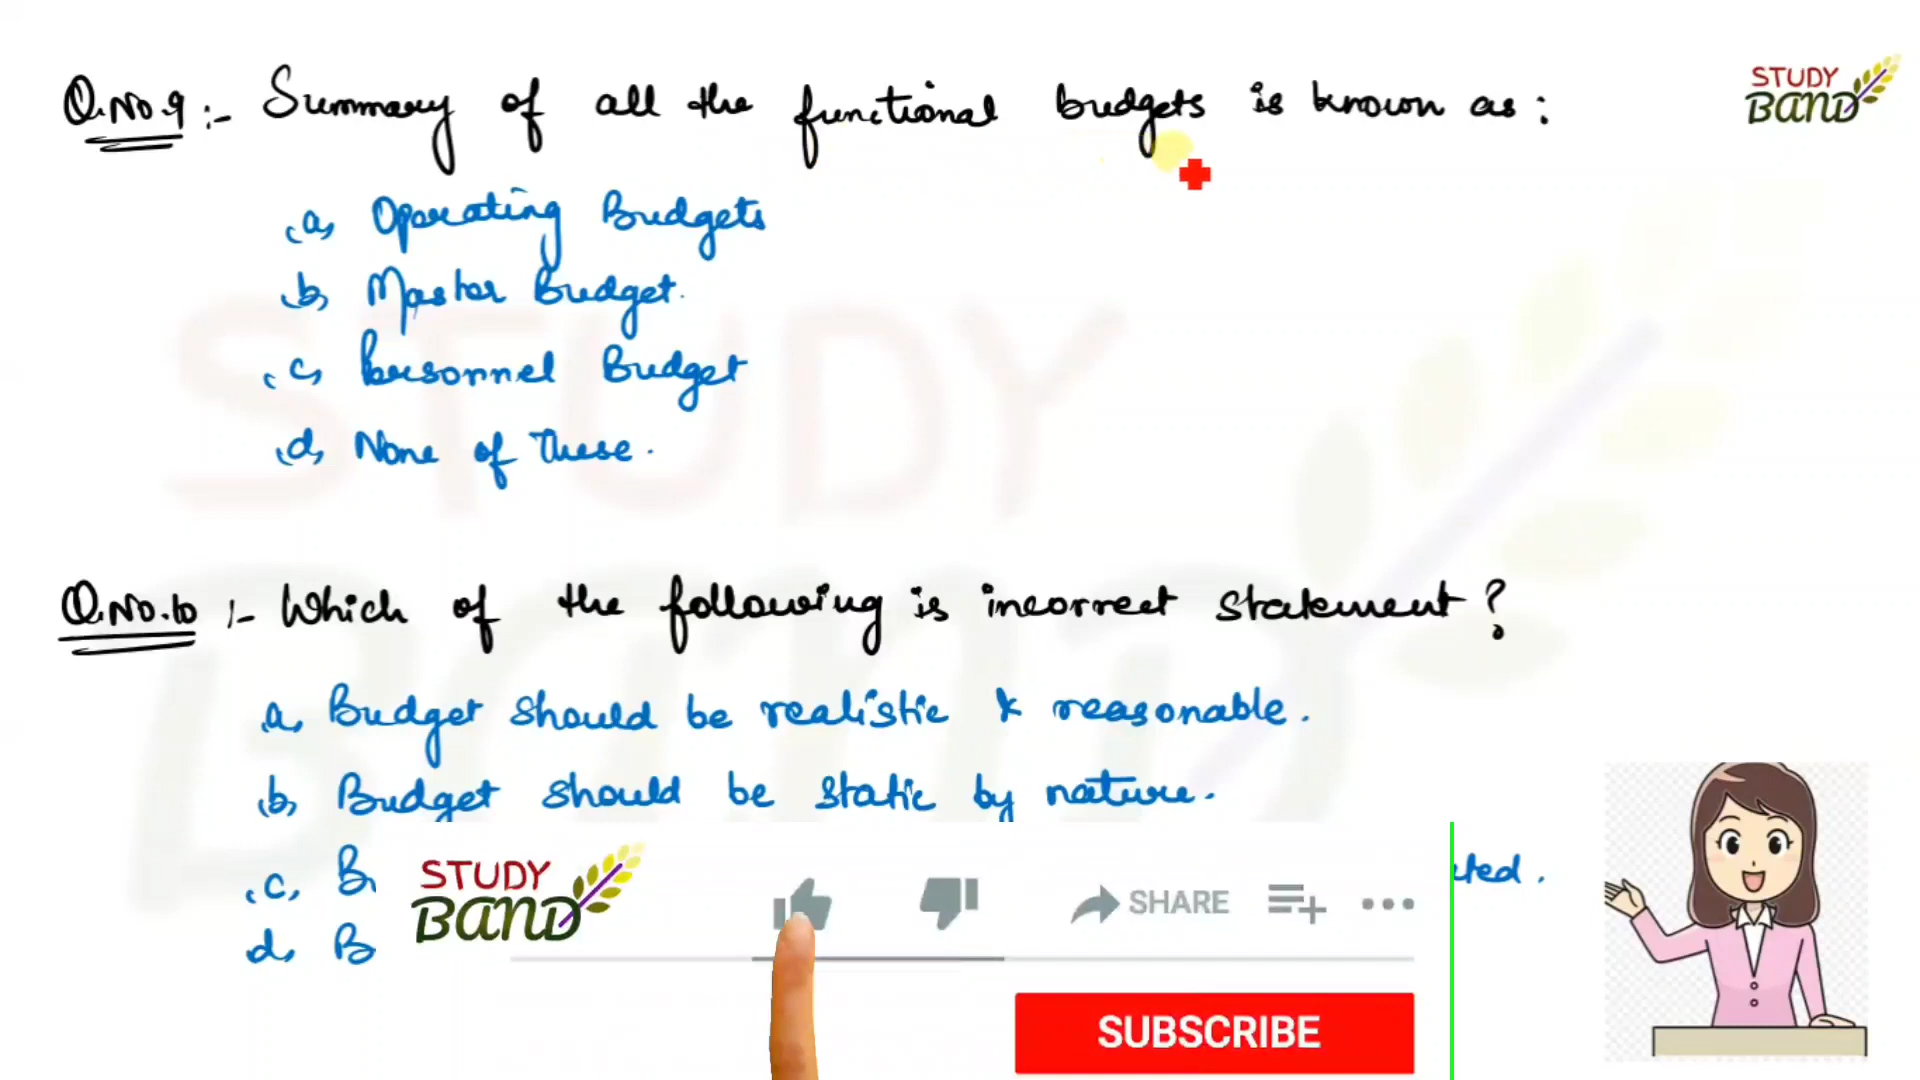 Q.No.9 :- Summary of all the functional budgets is known as :
STUDY
BAND
(a) Operating Budgets
(b) Master Budget.
(c) Personnel Budget
(d) None of these.
Q.No.10 :- Which of the following is incorrect statement ?
a, Budget should be realistic & reasonable.
(b) Budget should be static by nature.
c, B
d, B
STUDY
BAND
SHARE
SUBSCRIBE
STUDY
BAND